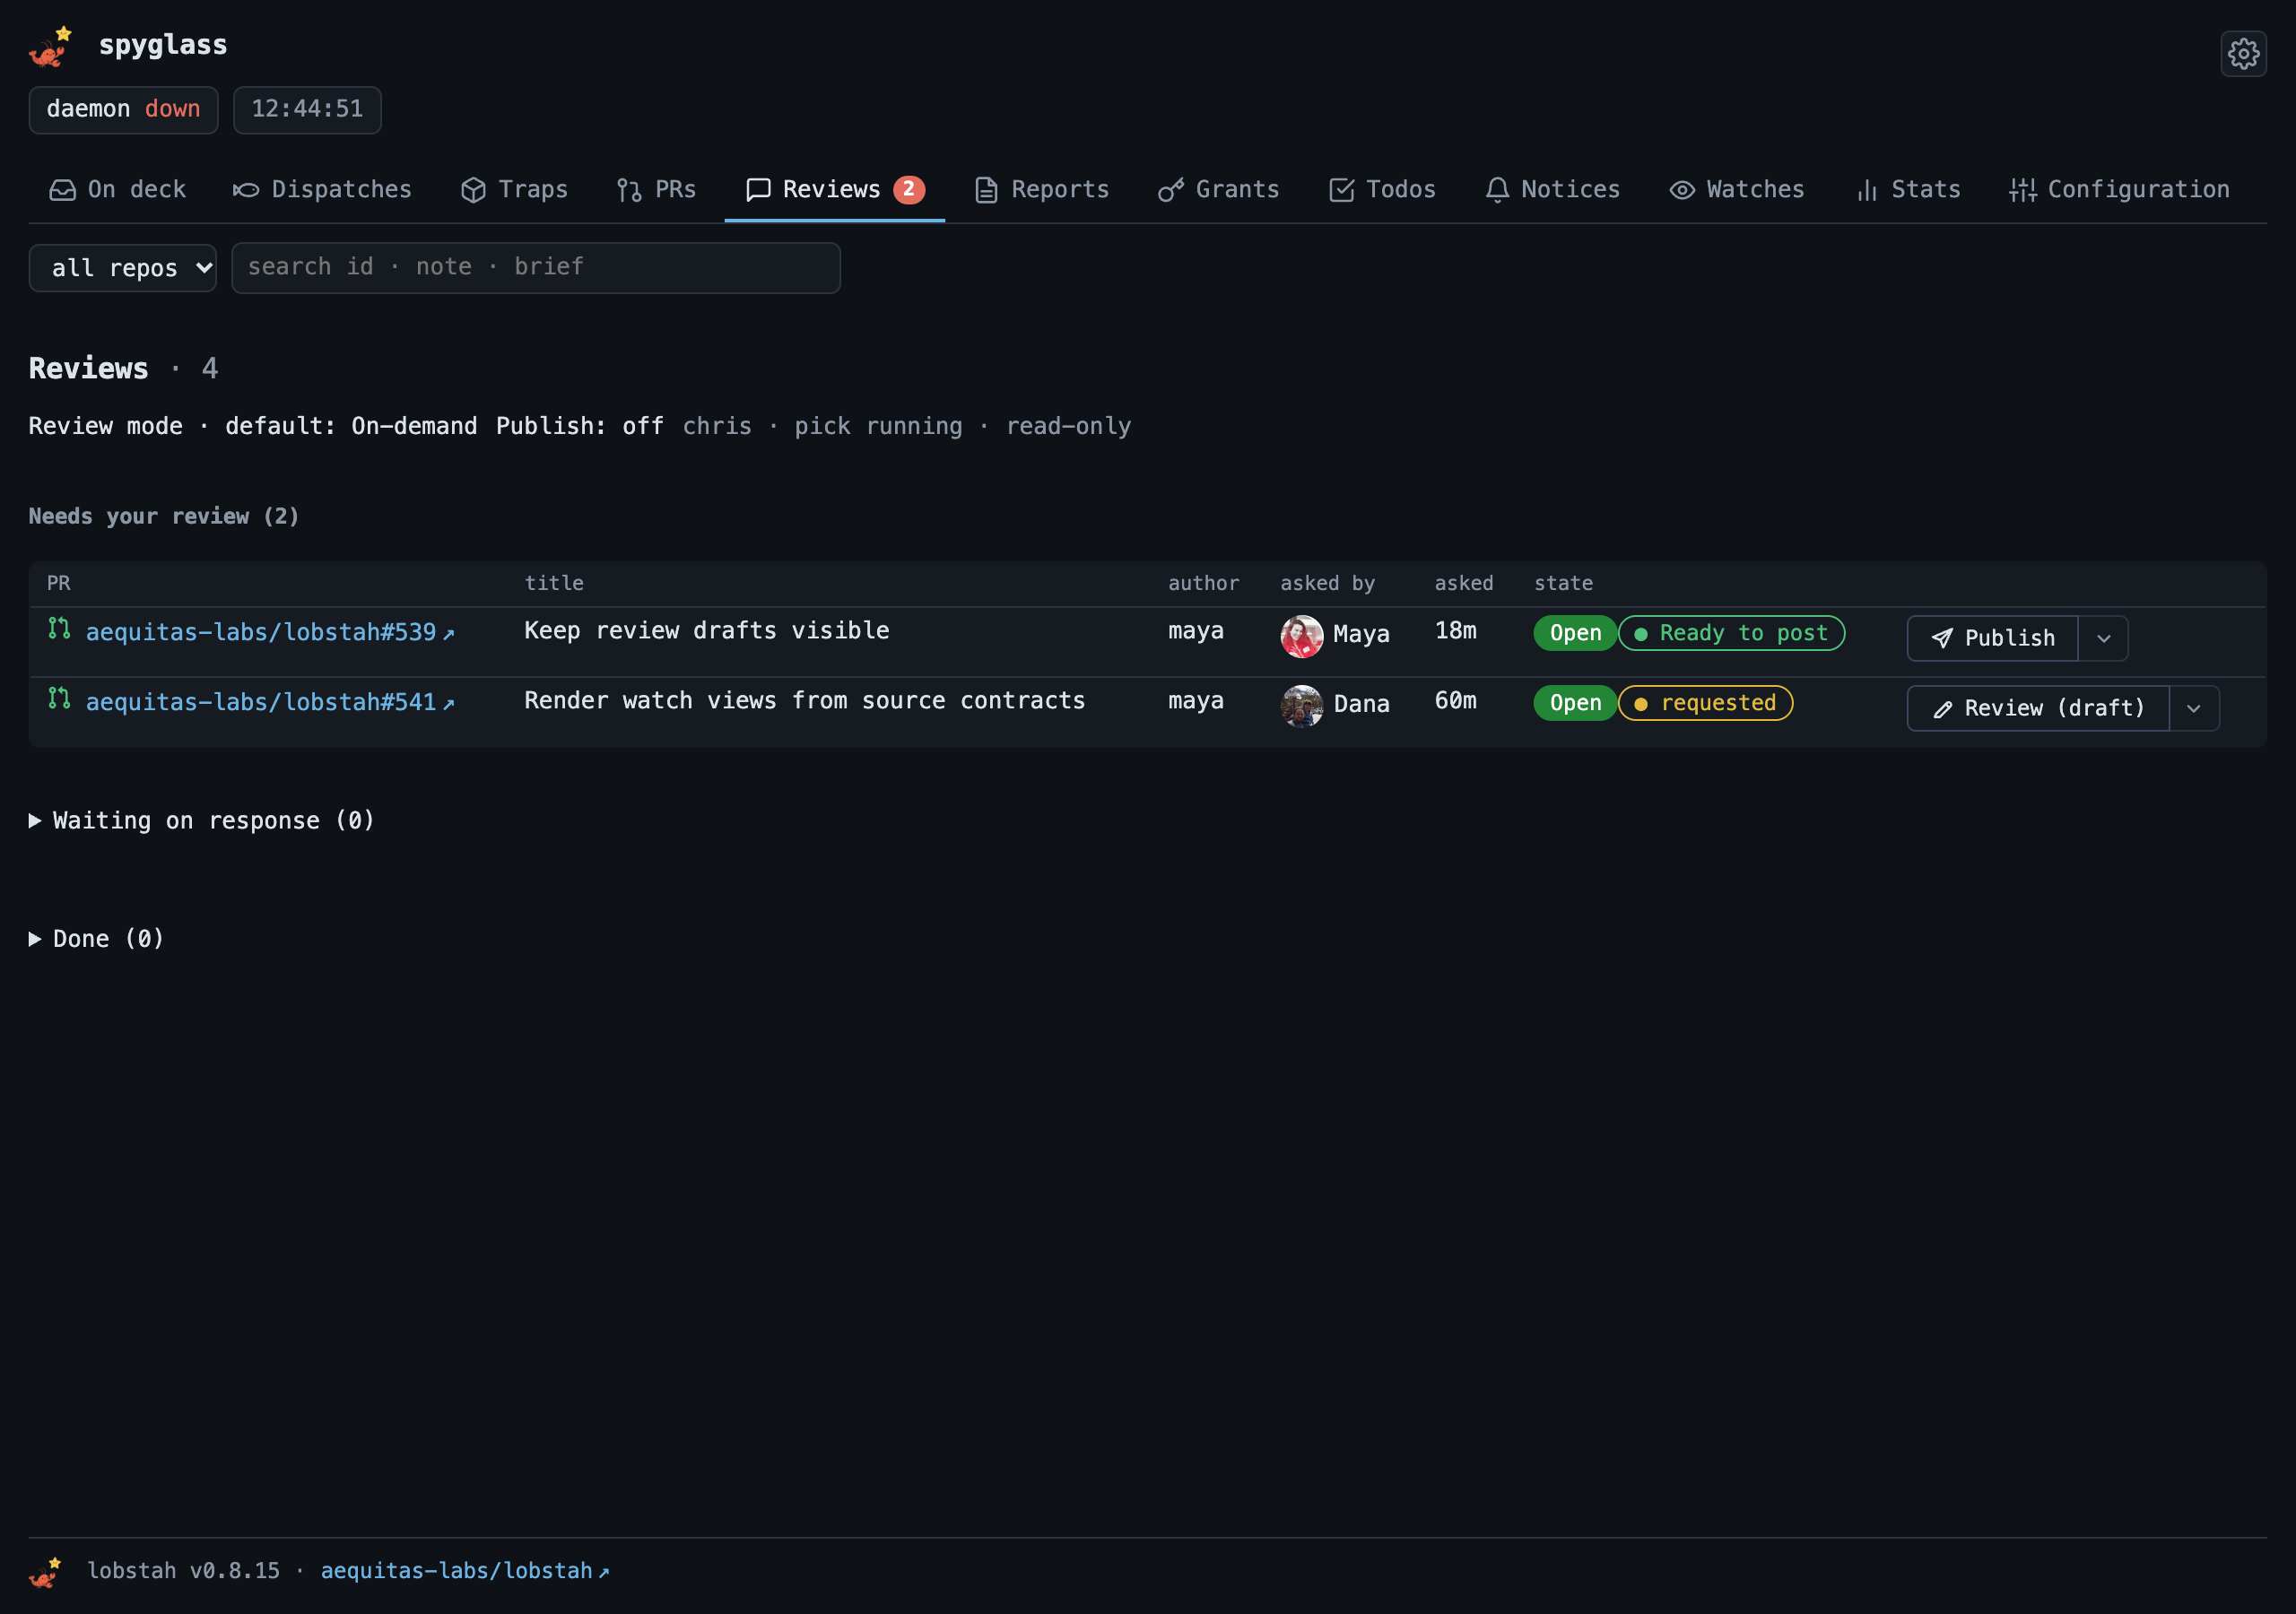 spyglass
daemon down 12:44:51
On deck Dispatches Traps PRs Reviews 2 Reports Grants Todos Notices Watches Stats Configuration
all repos search id · note · brief
Reviews · 4
Review mode · default: On-demand Publish: off chris · pick running · read-only
Needs your review (2)
PR title author asked by asked state
aequitas-labs/lobstah#539↗ Keep review drafts visible maya Maya 18m Open ● Ready to post Publish
aequitas-labs/lobstah#541↗ Render watch views from source contracts maya Dana 60m Open ● requested Review (draft)
▶ Waiting on response (0)
▶ Done (0)
lobstah v0.8.15 · aequitas-labs/lobstah↗